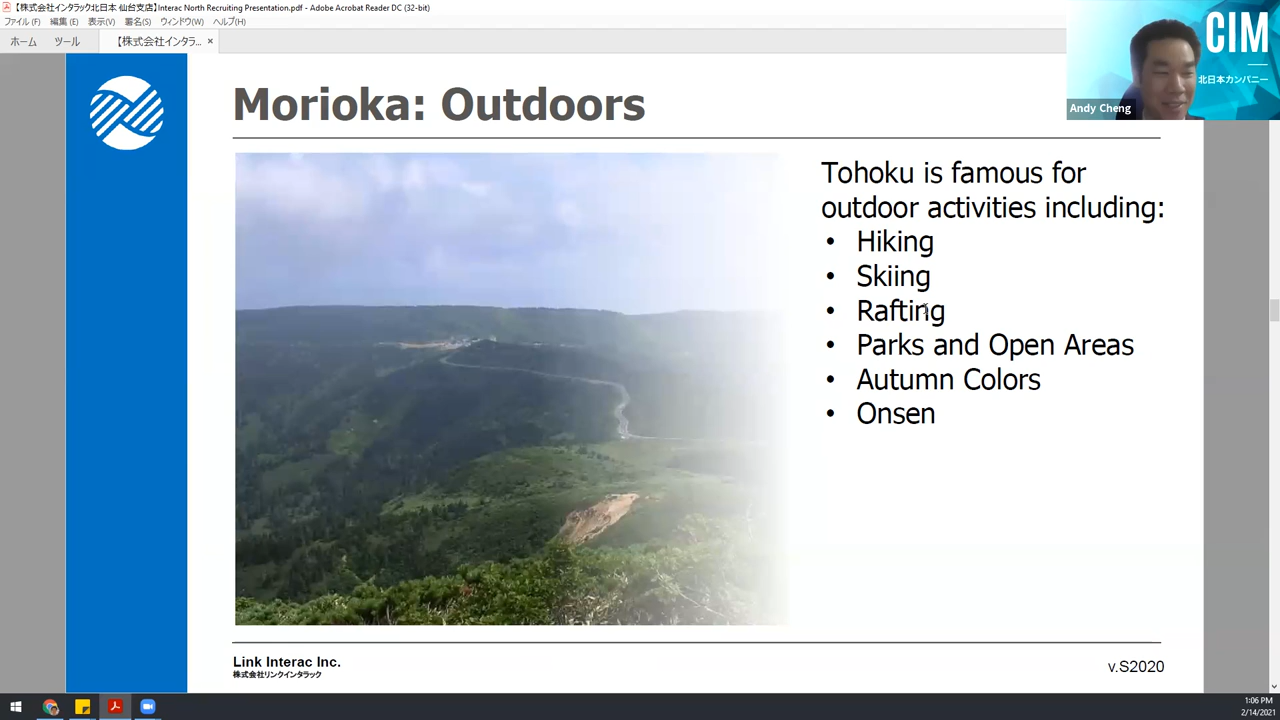 【株式会社インタラック北日本 仙台支店】Interac North Recruiting Presentation.pdf - Adobe Acrobat Reader DC (32-bit)
ファイル(F) 編集(E) 表示(V) 署名(S) ウィンドウ(W) ヘルプ(H)
ホーム ツール 【株式会社インタラ... ×
CIM
北日本カンパニー
Andy Cheng
Morioka: Outdoors
Tohoku is famous for
outdoor activities including:
• Hiking
• Skiing
• Rafting
• Parks and Open Areas
• Autumn Colors
• Onsen
Link Interac Inc.
株式会社リンクインタラック
v.S2020
1:06 PM
2/14/2021